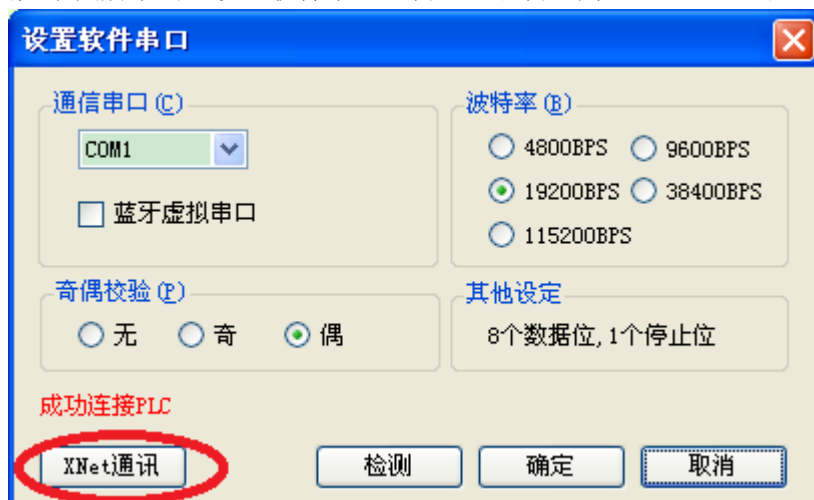 设置软件串口
通信串口(C)
COM1
蓝牙虚拟串口
波特率(B)
4800BPS 9600BPS
19200BPS 38400BPS
115200BPS
奇偶校验(P)
无 奇 偶
其他设定
8个数据位,1个停止位
成功连接PLC
XNet通讯 检测 确定 取消